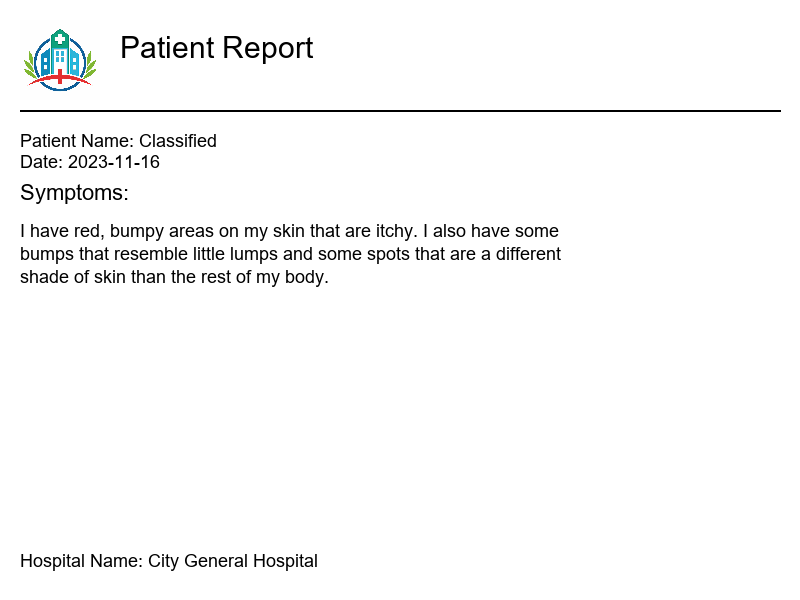 Patient Report
Patient Name: Classified
Date: 2023-11-16
Symptoms:
I have red, bumpy areas on my skin that are itchy. I also have some
bumps that resemble little lumps and some spots that are a different
shade of skin than the rest of my body.
Hospital Name: City General Hospital